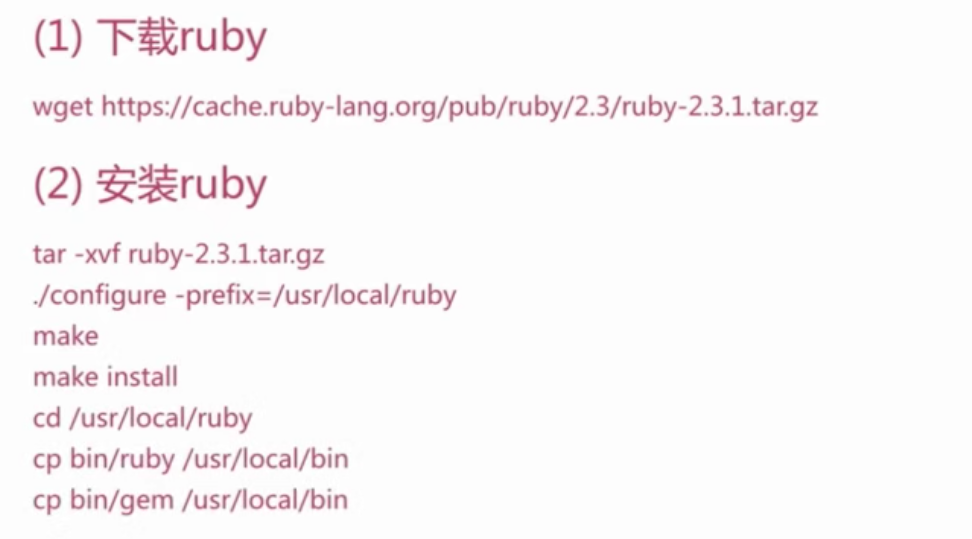 (1) 下载ruby
wget https://cache.ruby-lang.org/pub/ruby/2.3/ruby-2.3.1.tar.gz
(2) 安装ruby
tar -xvf ruby-2.3.1.tar.gz
./configure -prefix=/usr/local/ruby
make
make install
cd /usr/local/ruby
cp bin/ruby /usr/local/bin
cp bin/gem /usr/local/bin